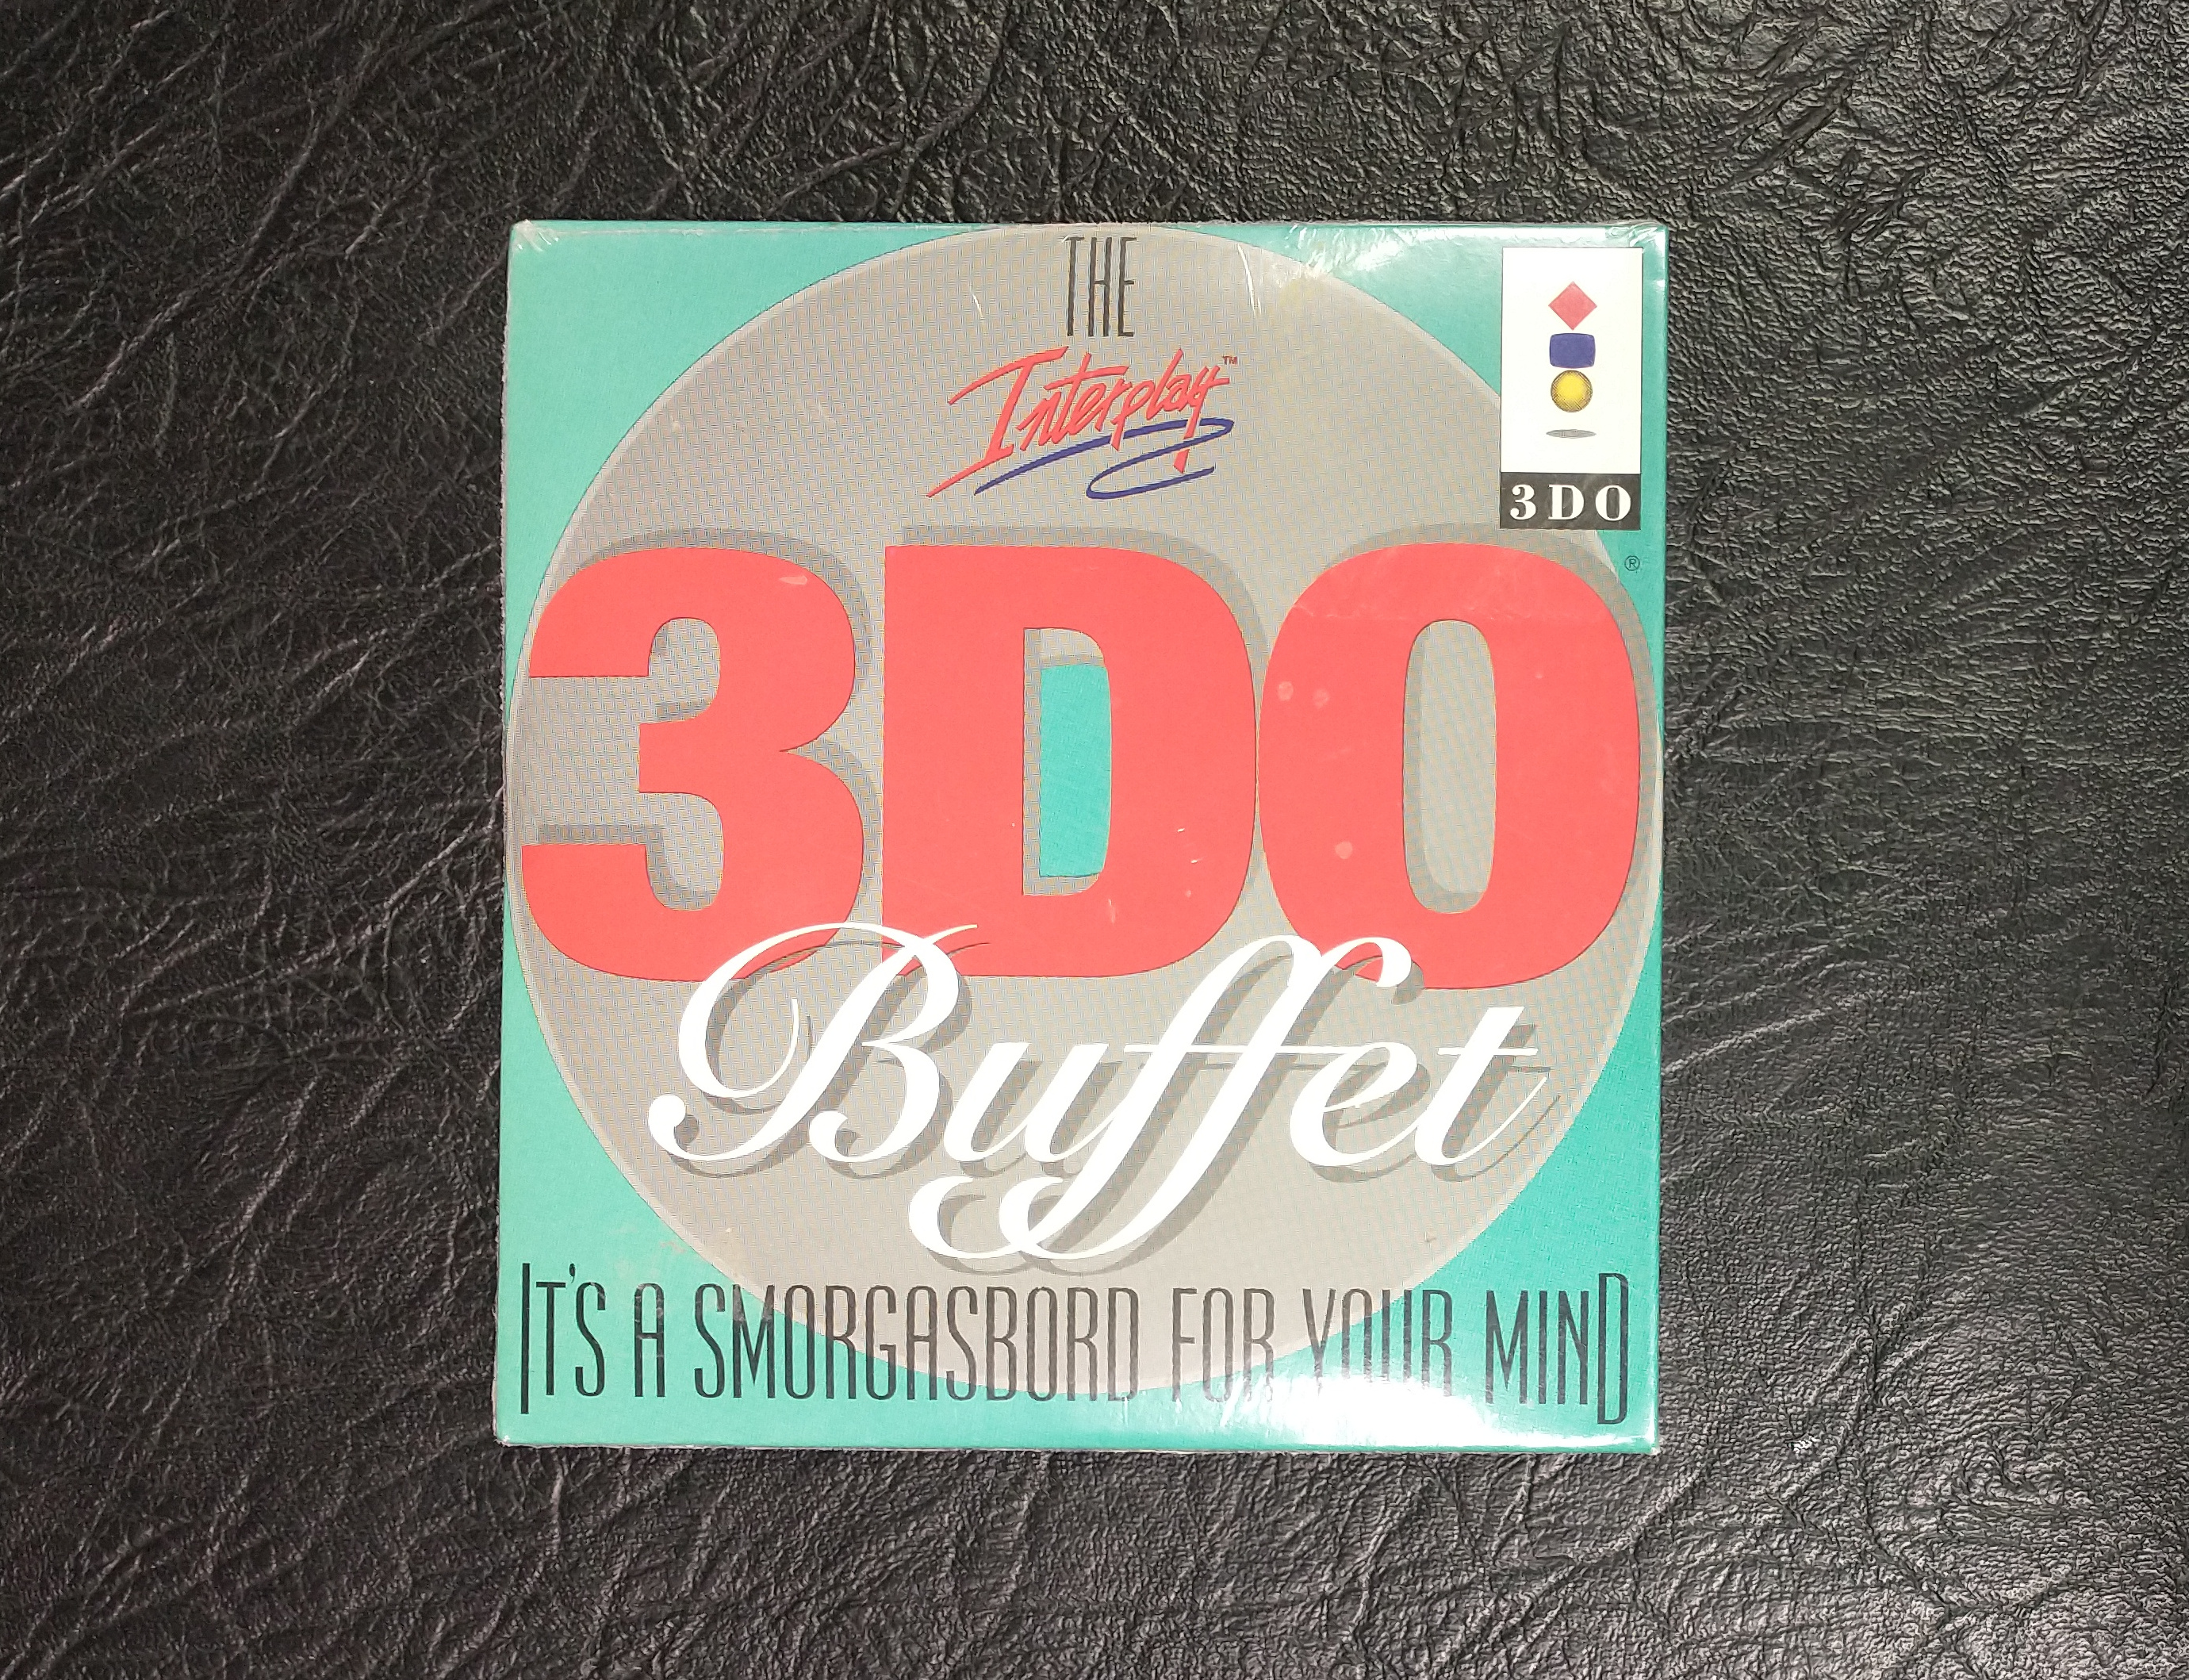 THE
Interplay™
3DO
®
3DO
Buffet
IT'S A SMORGASBORD FOR YOUR MIND